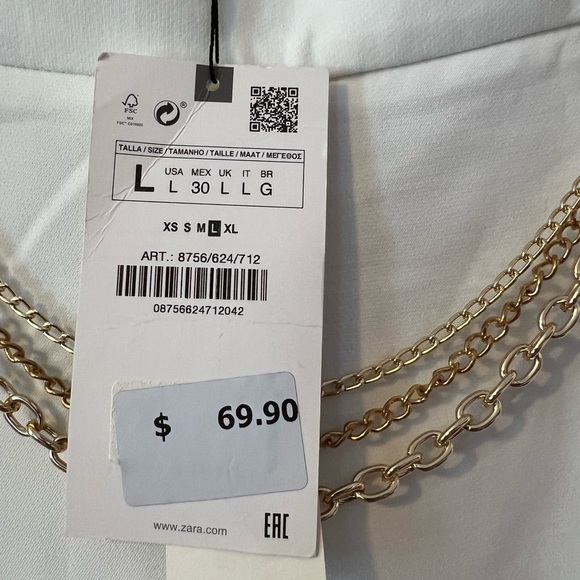 FSC
®
TALLA / SIZE / TAMANHO / TAILLE / MAAT / ΜΕΓΕΘΟΣ
L USA MEX UK IT BR
L 30 L L G
XS S M L XL
ART.: 8756/624/712
08756624712042
$ 69.90
www.zara.com
EAC